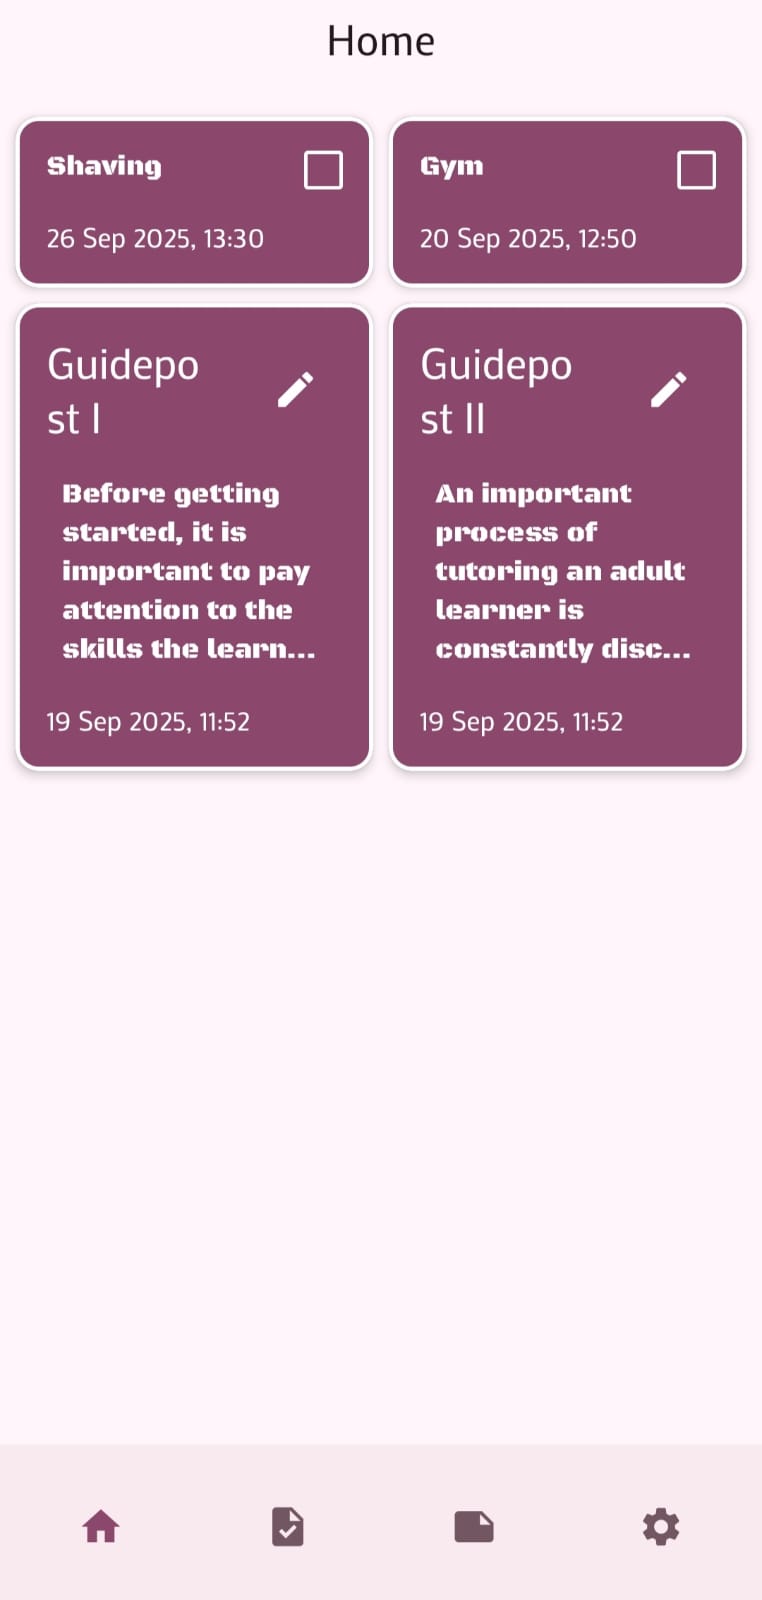 Home
Shaving
26 Sep 2025, 13:30
Gym
20 Sep 2025, 12:50
Guidepo
st I
Before getting
started, it is
important to pay
attention to the
skills the learn...
19 Sep 2025, 11:52
Guidepo
st II
An important
process of
tutoring an adult
learner is
constantly disc...
19 Sep 2025, 11:52